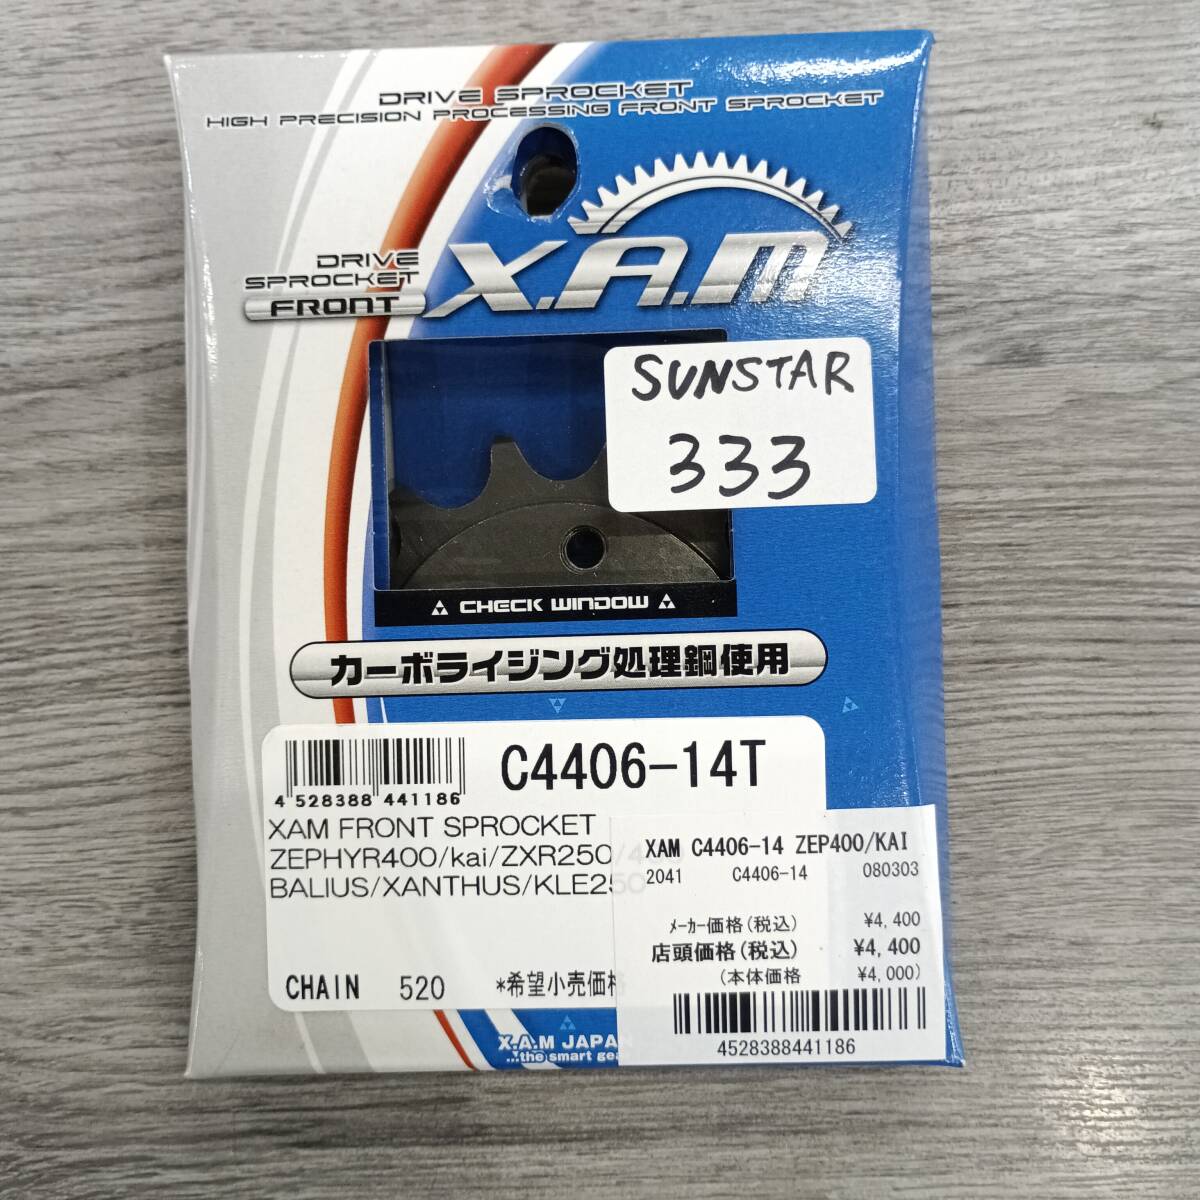 DRIVE SPROCKET
HIGH PRECISION PROCESSING FRONT SPROCKET
DRIVE
SPROCKET
FRONT
X.A.M
SUNSTAR
333
CHECK WINDOW
カーボライジング処理鋼使用
C4406-14T
4 528388 441186
XAM FRONT SPROCKET
ZEPHYR400/kai/ZXR250/400
BALIUS/XANTHUS/KLE250
CHAIN 520 *希望小売価格
X.A.M JAPAN
...the smart gea
XAM C4406-14 ZEP400/KAI
2041 C4406-14 080303
メーカー価格(税込) ¥4,400
店頭価格(税込) ¥4,400
(本体価格 ¥4,000)
4528388441186